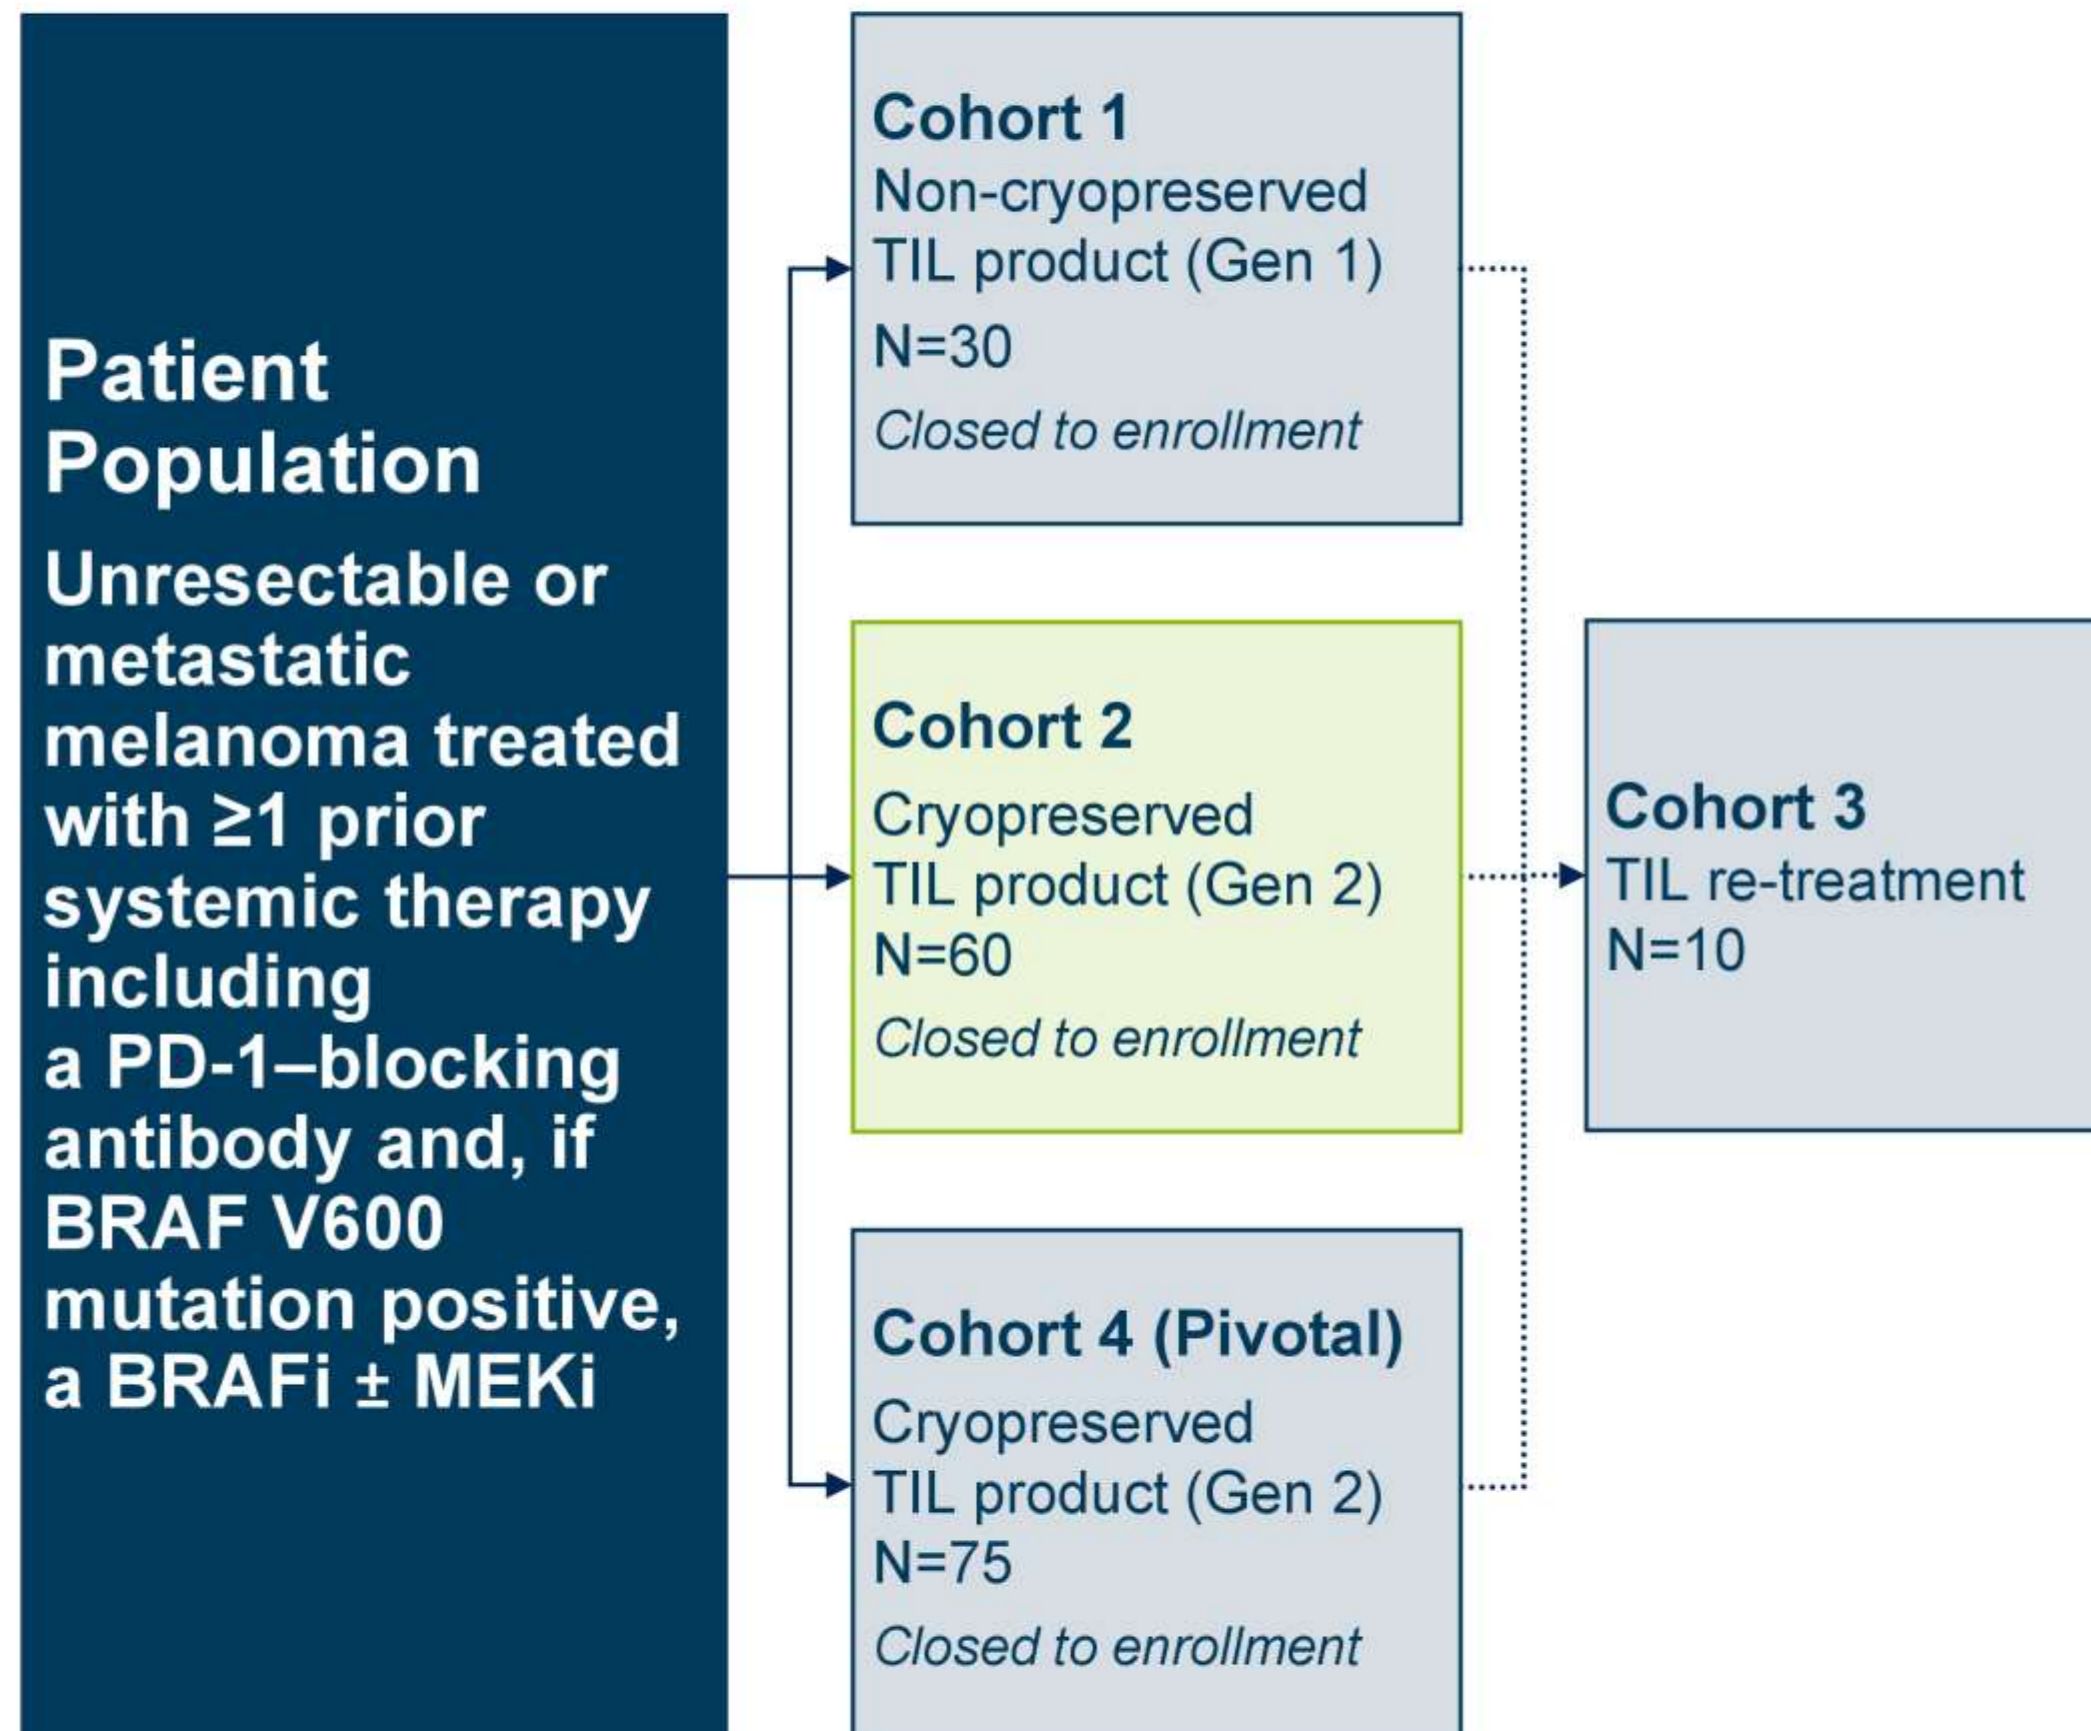 Patient
Population
Unresectable or
metastatic
melanoma treated
with ≥1 prior
systemic therapy
including
a PD-1–blocking
antibody and, if
BRAF V600
mutation positive,
a BRAFi ± MEKi
Cohort 1
Non-cryopreserved
TIL product (Gen 1)
N=30
Closed to enrollment
Cohort 2
Cryopreserved
TIL product (Gen 2)
N=60
Closed to enrollment
Cohort 4 (Pivotal)
Cryopreserved
TIL product (Gen 2)
N=75
Closed to enrollment
Cohort 3
TIL re-treatment
N=10